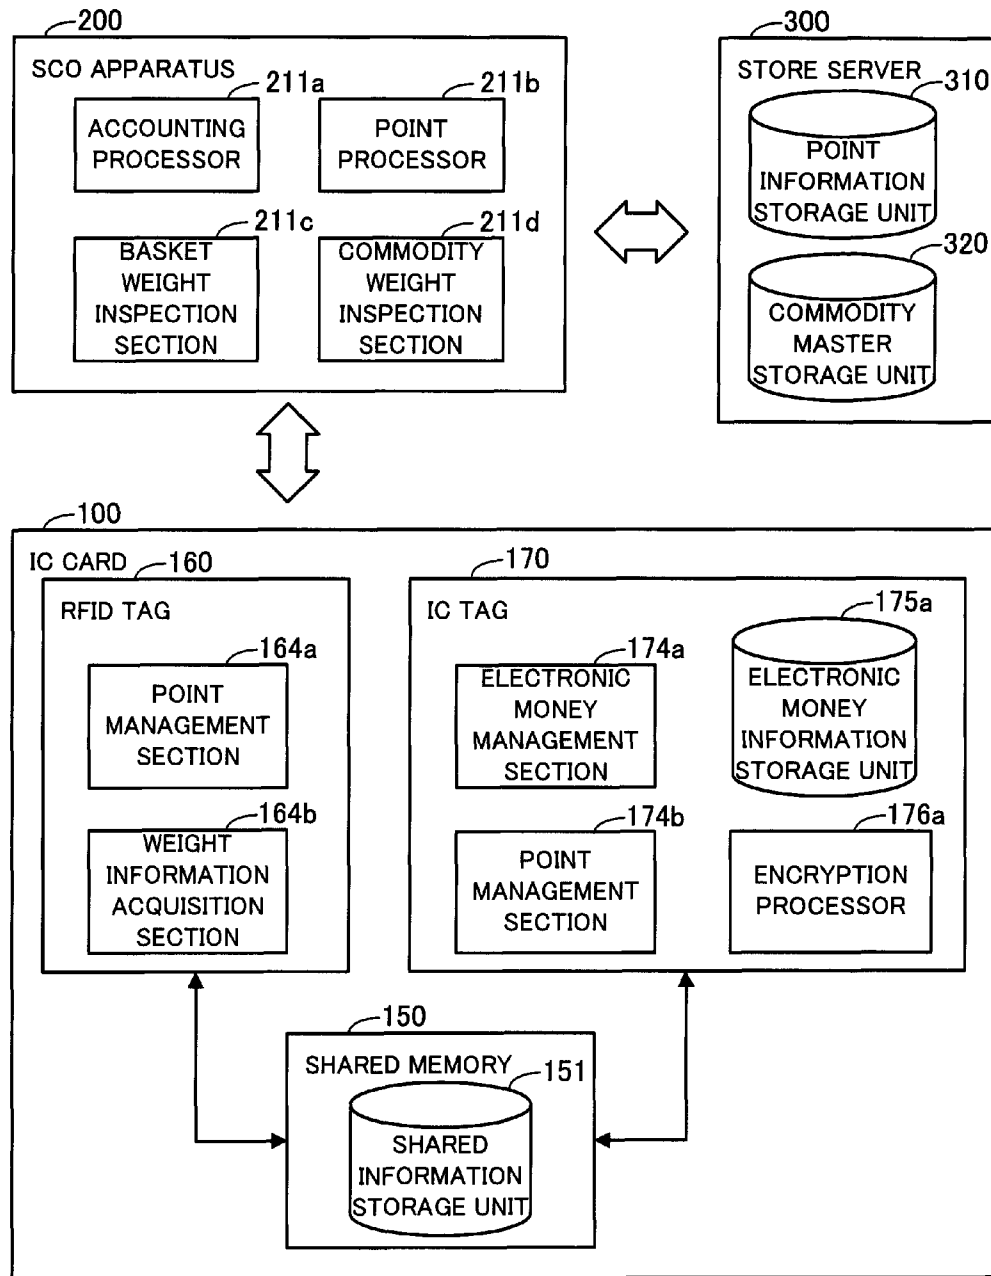 200
SCO APPARATUS
211a
ACCOUNTING
PROCESSOR
211b
POINT
PROCESSOR
211c
BASKET
WEIGHT
INSPECTION
SECTION
211d
COMMODITY
WEIGHT
INSPECTION
SECTION
300
STORE SERVER
310
POINT
INFORMATION
STORAGE UNIT
320
COMMODITY
MASTER
STORAGE UNIT
100
IC CARD
160
RFID TAG
164a
POINT
MANAGEMENT
SECTION
164b
WEIGHT
INFORMATION
ACQUISITION
SECTION
170
IC TAG
174a
ELECTRONIC
MONEY
MANAGEMENT
SECTION
175a
ELECTRONIC
MONEY
INFORMATION
STORAGE UNIT
174b
POINT
MANAGEMENT
SECTION
176a
ENCRYPTION
PROCESSOR
150
SHARED MEMORY
151
SHARED
INFORMATION
STORAGE UNIT